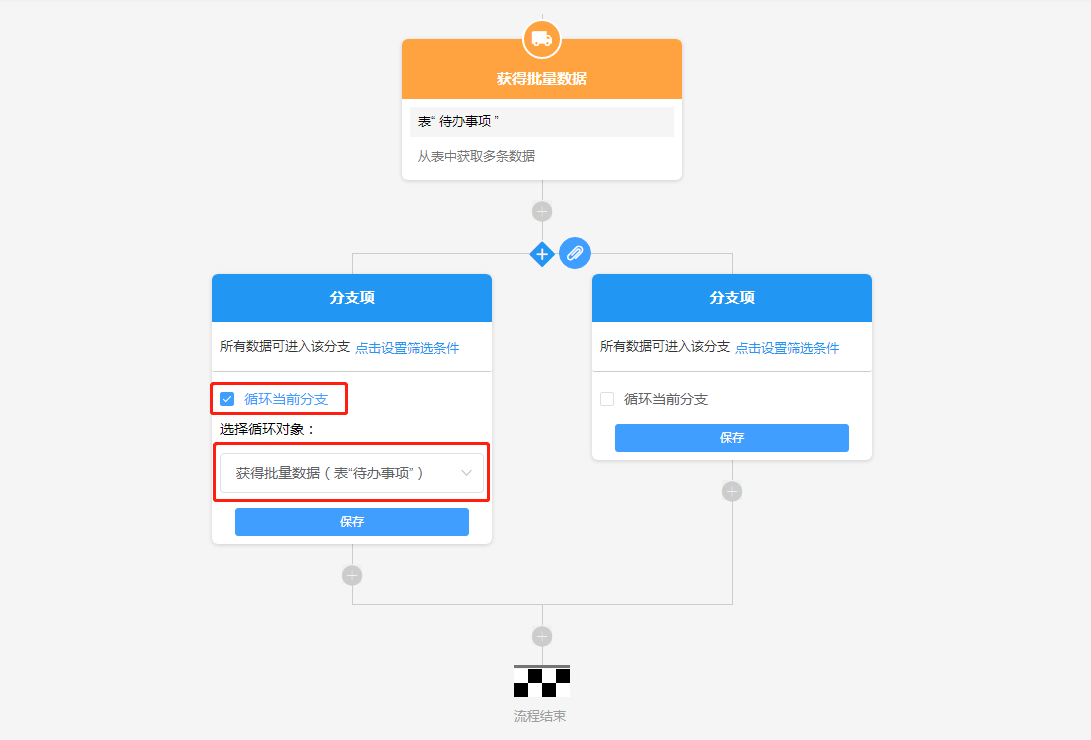 获得批量数据
表“ 待办事项 ”
从表中获取多条数据
分支项
所有数据可进入该分支 点击设置筛选条件
循环当前分支
选择循环对象：
获得批量数据（表“待办事项”）
保存
分支项
所有数据可进入该分支 点击设置筛选条件
循环当前分支
保存
流程结束